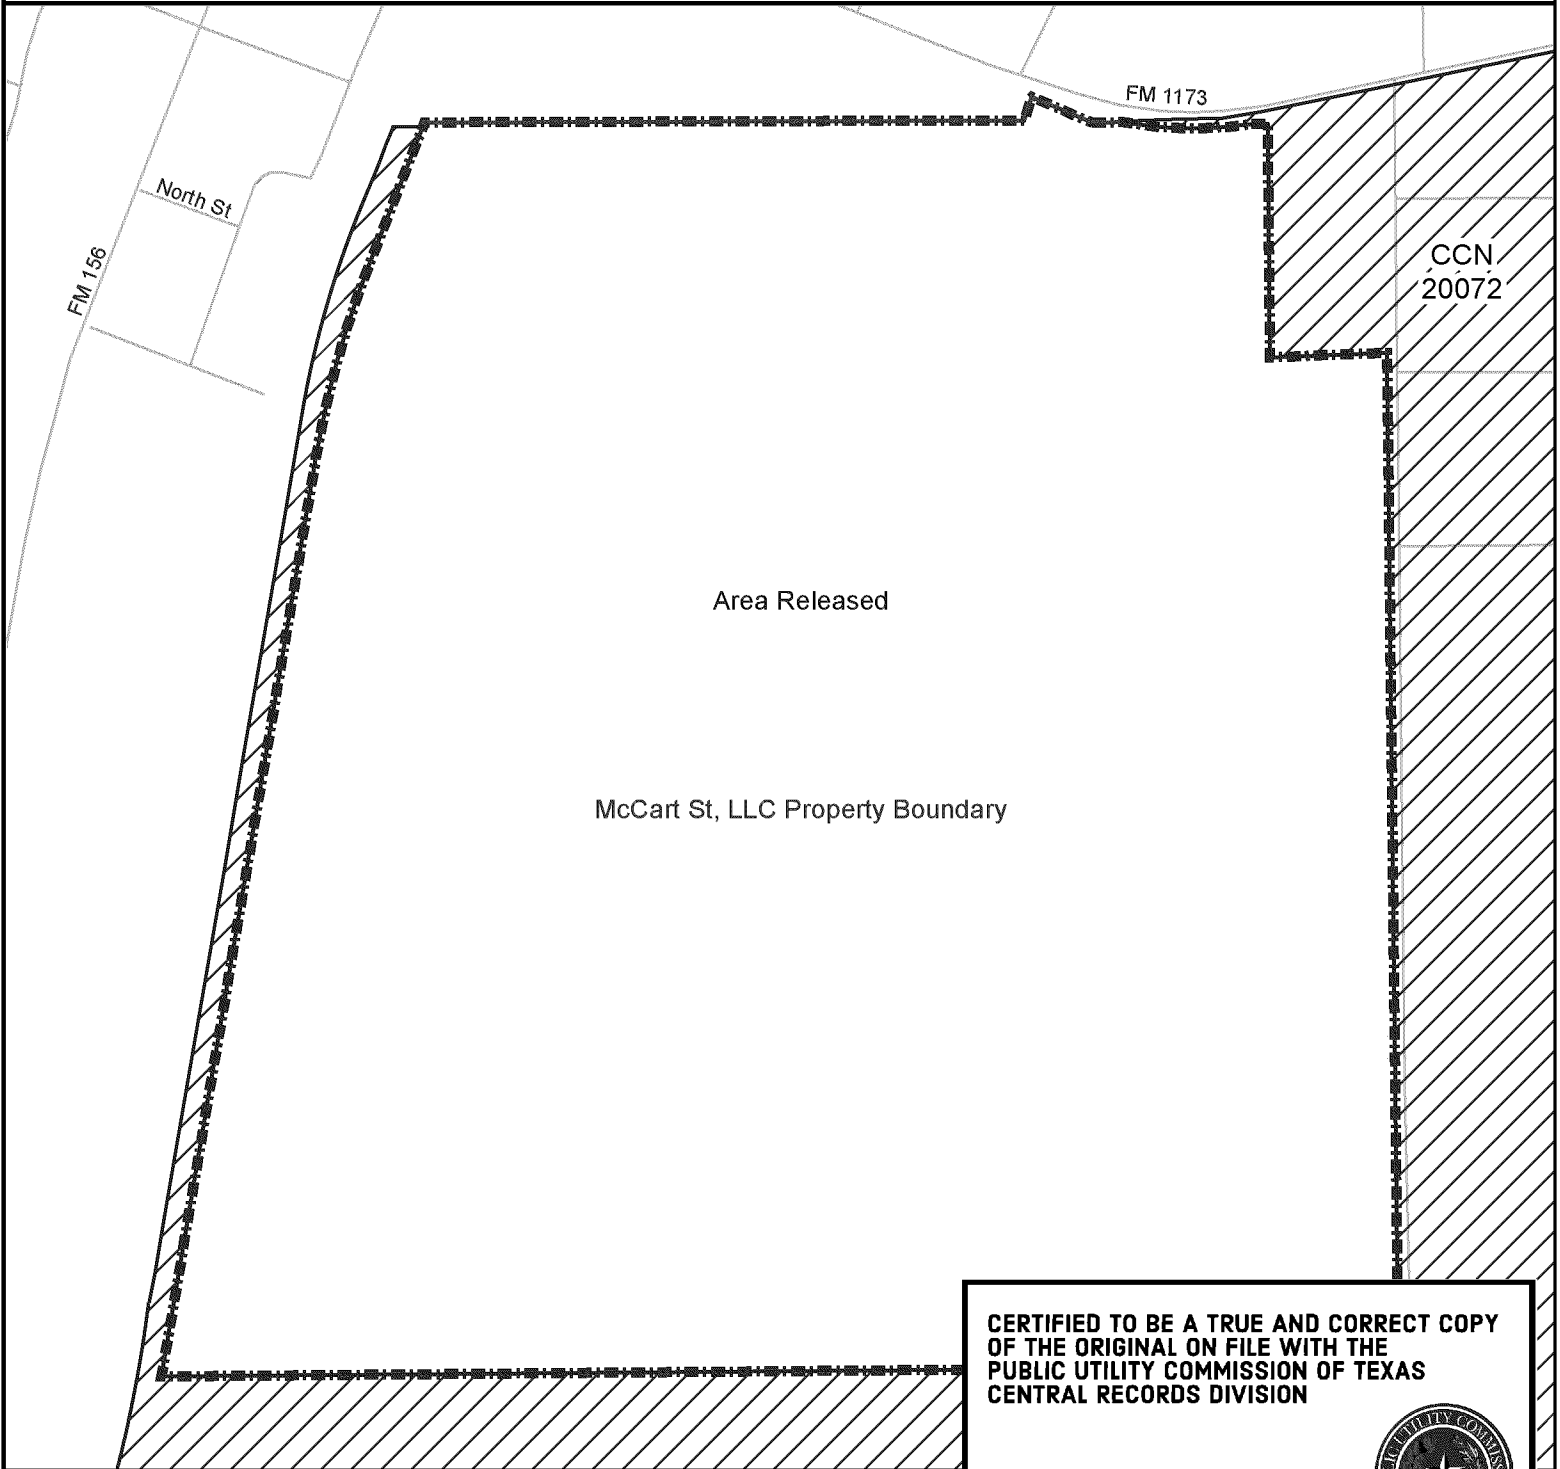 FM 1173
North St
FM 156
CCN
20072
Area Released
McCart St, LLC Property Boundary
CERTIFIED TO BE A TRUE AND CORRECT COPY
OF THE ORIGINAL ON FILE WITH THE
PUBLIC UTILITY COMMISSION OF TEXAS
CENTRAL RECORDS DIVISION
UTILITY